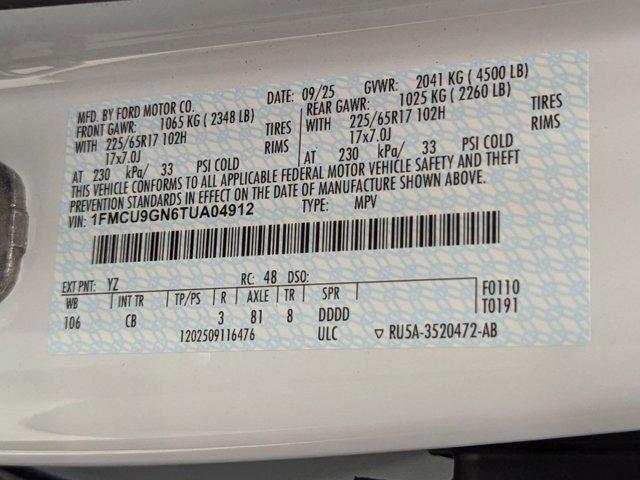 MFD. BY FORD MOTOR CO. DATE: 09/25 GVWR: 2041 KG ( 4500 LB)
FRONT GAWR: 1065 KG ( 2348 LB) REAR GAWR: 1025 KG ( 2260 LB)
WITH 225/65R17 102H TIRES WITH 225/65R17 102H TIRES
17x7.0J RIMS 17x7.0J RIMS
AT 230 kPa/ 33 PSI COLD AT 230 kPa/ 33 PSI COLD
THIS VEHICLE CONFORMS TO ALL APPLICABLE FEDERAL MOTOR VEHICLE SAFETY AND THEFT
PREVENTION STANDARDS IN EFFECT ON THE DATE OF MANUFACTURE SHOWN ABOVE.
VIN: 1FMCU9GN6TUA04912 TYPE: MPV
EXT PNT: YZ RC: 48 DSO:
WB INT TR TP/PS R AXLE TR SPR F0110
106 CB 3 81 8 DDDD T0191
1202509116476 ULC ▽ RU5A-3520472-AB